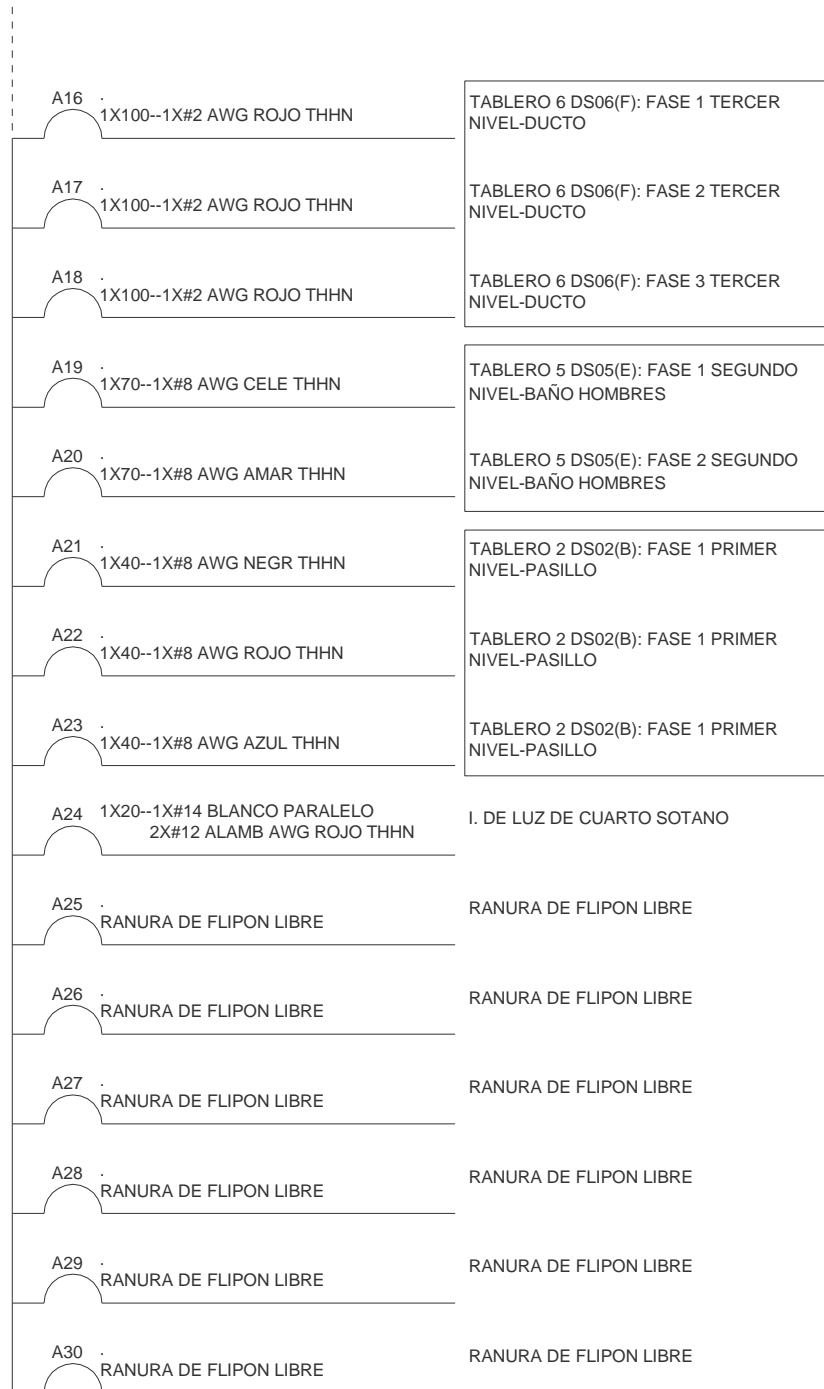 A16 .
1X100--1X#2 AWG ROJO THHN
TABLERO 6 DS06(F): FASE 1 TERCER
NIVEL-DUCTO
A17 .
1X100--1X#2 AWG ROJO THHN
TABLERO 6 DS06(F): FASE 2 TERCER
NIVEL-DUCTO
A18 .
1X100--1X#2 AWG ROJO THHN
TABLERO 6 DS06(F): FASE 3 TERCER
NIVEL-DUCTO
A19 .
1X70--1X#8 AWG CELE THHN
TABLERO 5 DS05(E): FASE 1 SEGUNDO
NIVEL-BAÑO HOMBRES
A20 .
1X70--1X#8 AWG AMAR THHN
TABLERO 5 DS05(E): FASE 2 SEGUNDO
NIVEL-BAÑO HOMBRES
A21 .
1X40--1X#8 AWG NEGR THHN
TABLERO 2 DS02(B): FASE 1 PRIMER
NIVEL-PASILLO
A22 .
1X40--1X#8 AWG ROJO THHN
TABLERO 2 DS02(B): FASE 1 PRIMER
NIVEL-PASILLO
A23 .
1X40--1X#8 AWG AZUL THHN
TABLERO 2 DS02(B): FASE 1 PRIMER
NIVEL-PASILLO
A24 1X20--1X#14 BLANCO PARALELO
2X#12 ALAMB AWG ROJO THHN
I. DE LUZ DE CUARTO SOTANO
A25 .
RANURA DE FLIPON LIBRE
RANURA DE FLIPON LIBRE
A26 .
RANURA DE FLIPON LIBRE
RANURA DE FLIPON LIBRE
A27 .
RANURA DE FLIPON LIBRE
RANURA DE FLIPON LIBRE
A28 .
RANURA DE FLIPON LIBRE
RANURA DE FLIPON LIBRE
A29 .
RANURA DE FLIPON LIBRE
RANURA DE FLIPON LIBRE
A30 .
RANURA DE FLIPON LIBRE
RANURA DE FLIPON LIBRE